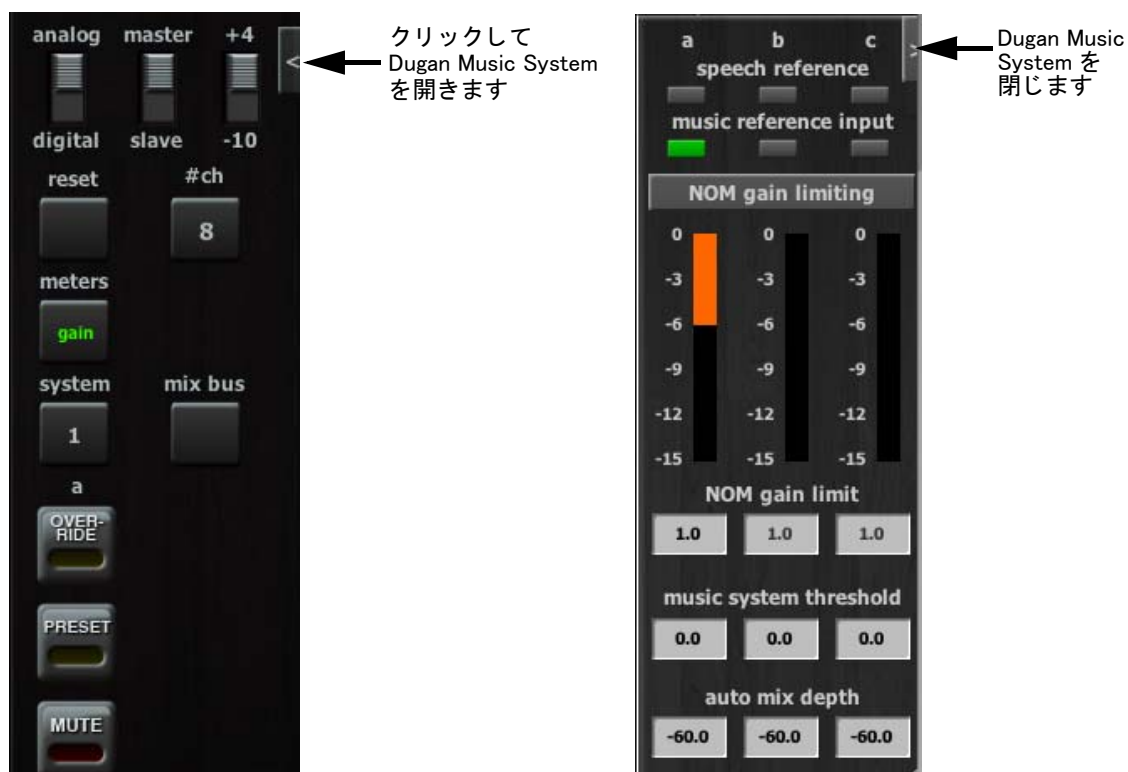 analog master +4
<
digital slave -10
reset #ch
8
meters
gain
system mix bus
1
a
OVER-
RIDE
PRESET
MUTE
クリックして
Dugan Music System
を開きます
a b c
>
speech reference
music reference input
NOM gain limiting
0 0 0
-3 -3 -3
-6 -6 -6
-9 -9 -9
-12 -12 -12
-15 -15 -15
NOM gain limit
1.0 1.0 1.0
music system threshold
0.0 0.0 0.0
auto mix depth
-60.0 -60.0 -60.0
Dugan Music
System を
閉じます